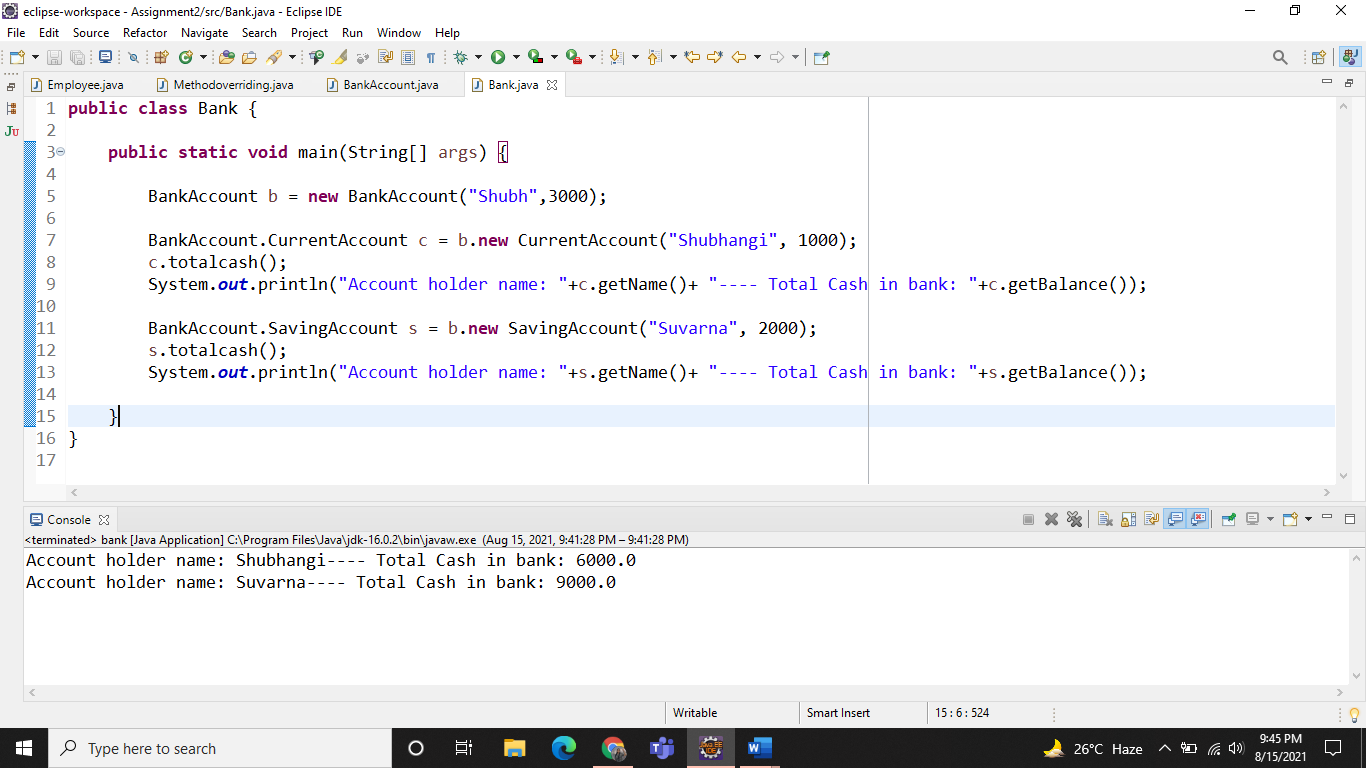 eclipse-workspace - Assignment2/src/Bank.java - Eclipse IDE
File Edit Source Refactor Navigate Search Project Run Window Help
Employee.java Methodoverriding.java BankAccount.java Bank.java
1 public class Bank {
2
3 public static void main(String[] args) {
4
5 BankAccount b = new BankAccount("Shubh",3000);
6
7 BankAccount.CurrentAccount c = b.new CurrentAccount("Shubhangi", 1000);
8 c.totalcash();
9 System.out.println("Account holder name: "+c.getName()+ "---- Total Cash in bank: "+c.getBalance());
10
11 BankAccount.SavingAccount s = b.new SavingAccount("Suvarna", 2000);
12 s.totalcash();
13 System.out.println("Account holder name: "+s.getName()+ "---- Total Cash in bank: "+s.getBalance());
14
15 }
16 }
17
Console
<terminated> bank [Java Application] C:\Program Files\Java\jdk-16.0.2\bin\javaw.exe (Aug 15, 2021, 9:41:28 PM – 9:41:28 PM)
Account holder name: Shubhangi---- Total Cash in bank: 6000.0
Account holder name: Suvarna---- Total Cash in bank: 9000.0
Writable Smart Insert 15 : 6 : 524
Type here to search 26°C Haze 9:45 PM
8/15/2021